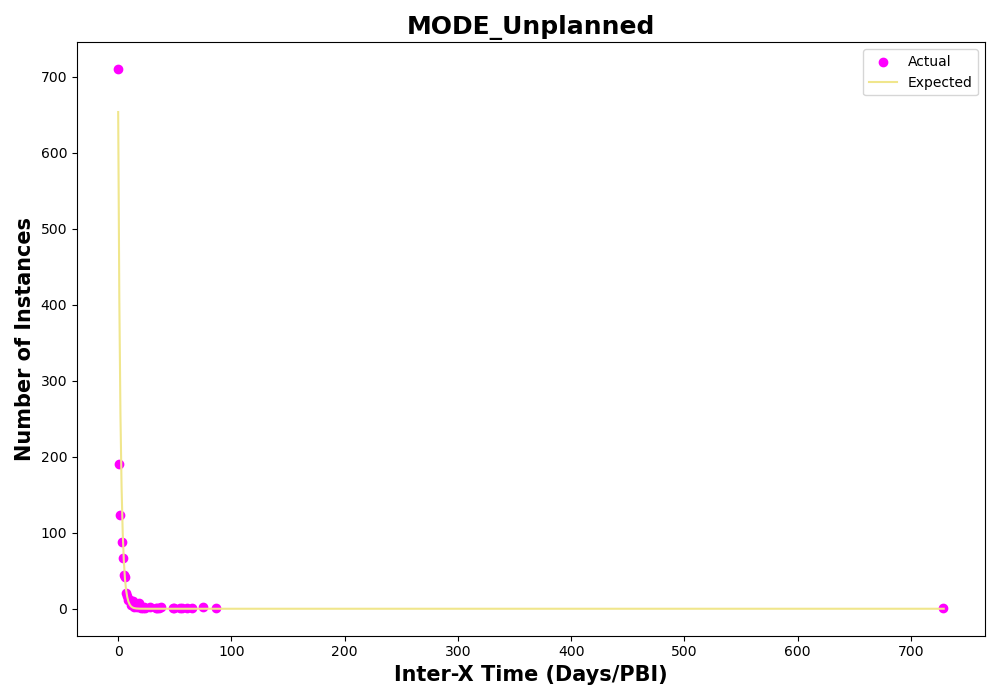 MODE_Unplanned
Actual
Expected
Number of Instances
700
600
500
400
300
200
100
0
0 100 200 300 400 500 600 700
Inter-X Time (Days/PBI)